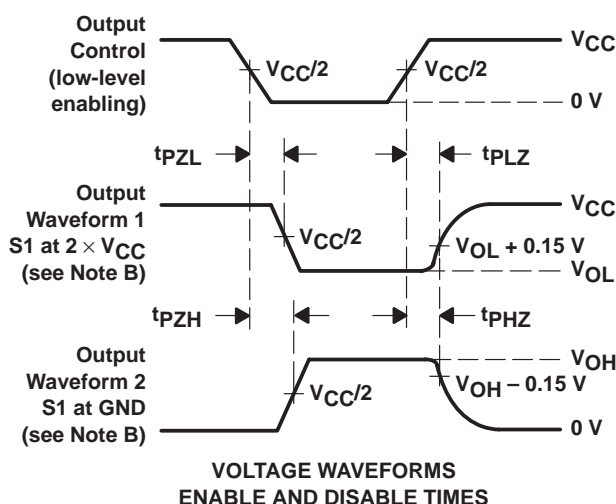 Output
Control
(low-level
enabling)
VCC
VCC/2
VCC/2
0 V
tPZL
tPLZ
Output
Waveform 1
S1 at 2 × VCC
(see Note B)
VCC
VCC/2
VOL + 0.15 V
VOL
tPZH
tPHZ
Output
Waveform 2
S1 at GND
(see Note B)
VOH
VCC/2
VOH – 0.15 V
0 V
VOLTAGE WAVEFORMS
ENABLE AND DISABLE TIMES